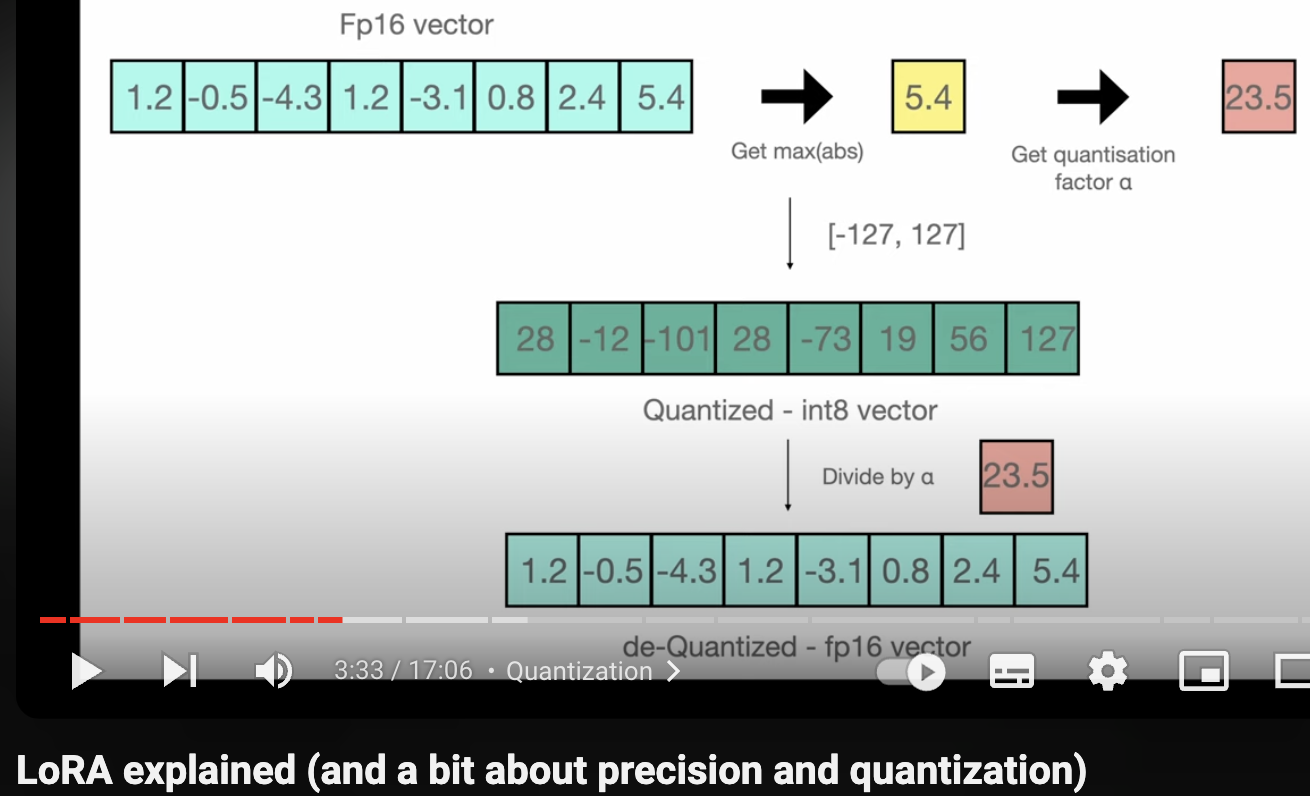 Fp16 vector
1.2 -0.5 -4.3 1.2 -3.1 0.8 2.4 5.4
5.4
23.5
Get max(abs)
Get quantisation
factor α
[-127, 127]
28 -12 -101 28 -73 19 56 127
Quantized - int8 vector
Divide by α
23.5
1.2 -0.5 -4.3 1.2 -3.1 0.8 2.4 5.4
de-Quantized - fp16 vector
3:33 / 17:06 • Quantization
LoRA explained (and a bit about precision and quantization)